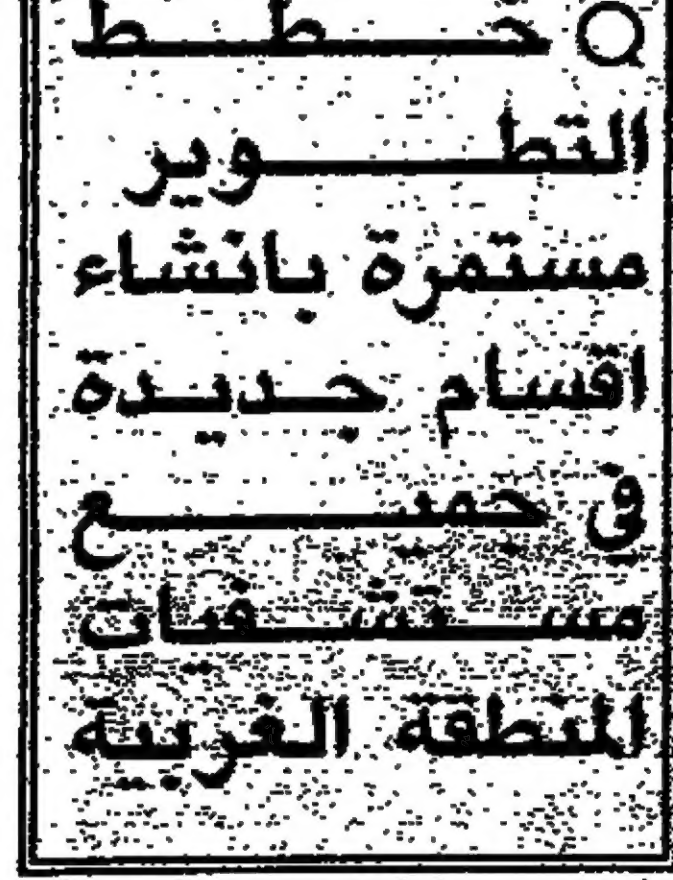 ○ خطط
التطوير
مستمرة بانشاء
اقسام جديدة
في جميع
مستشفيات
المنطقة الغربية